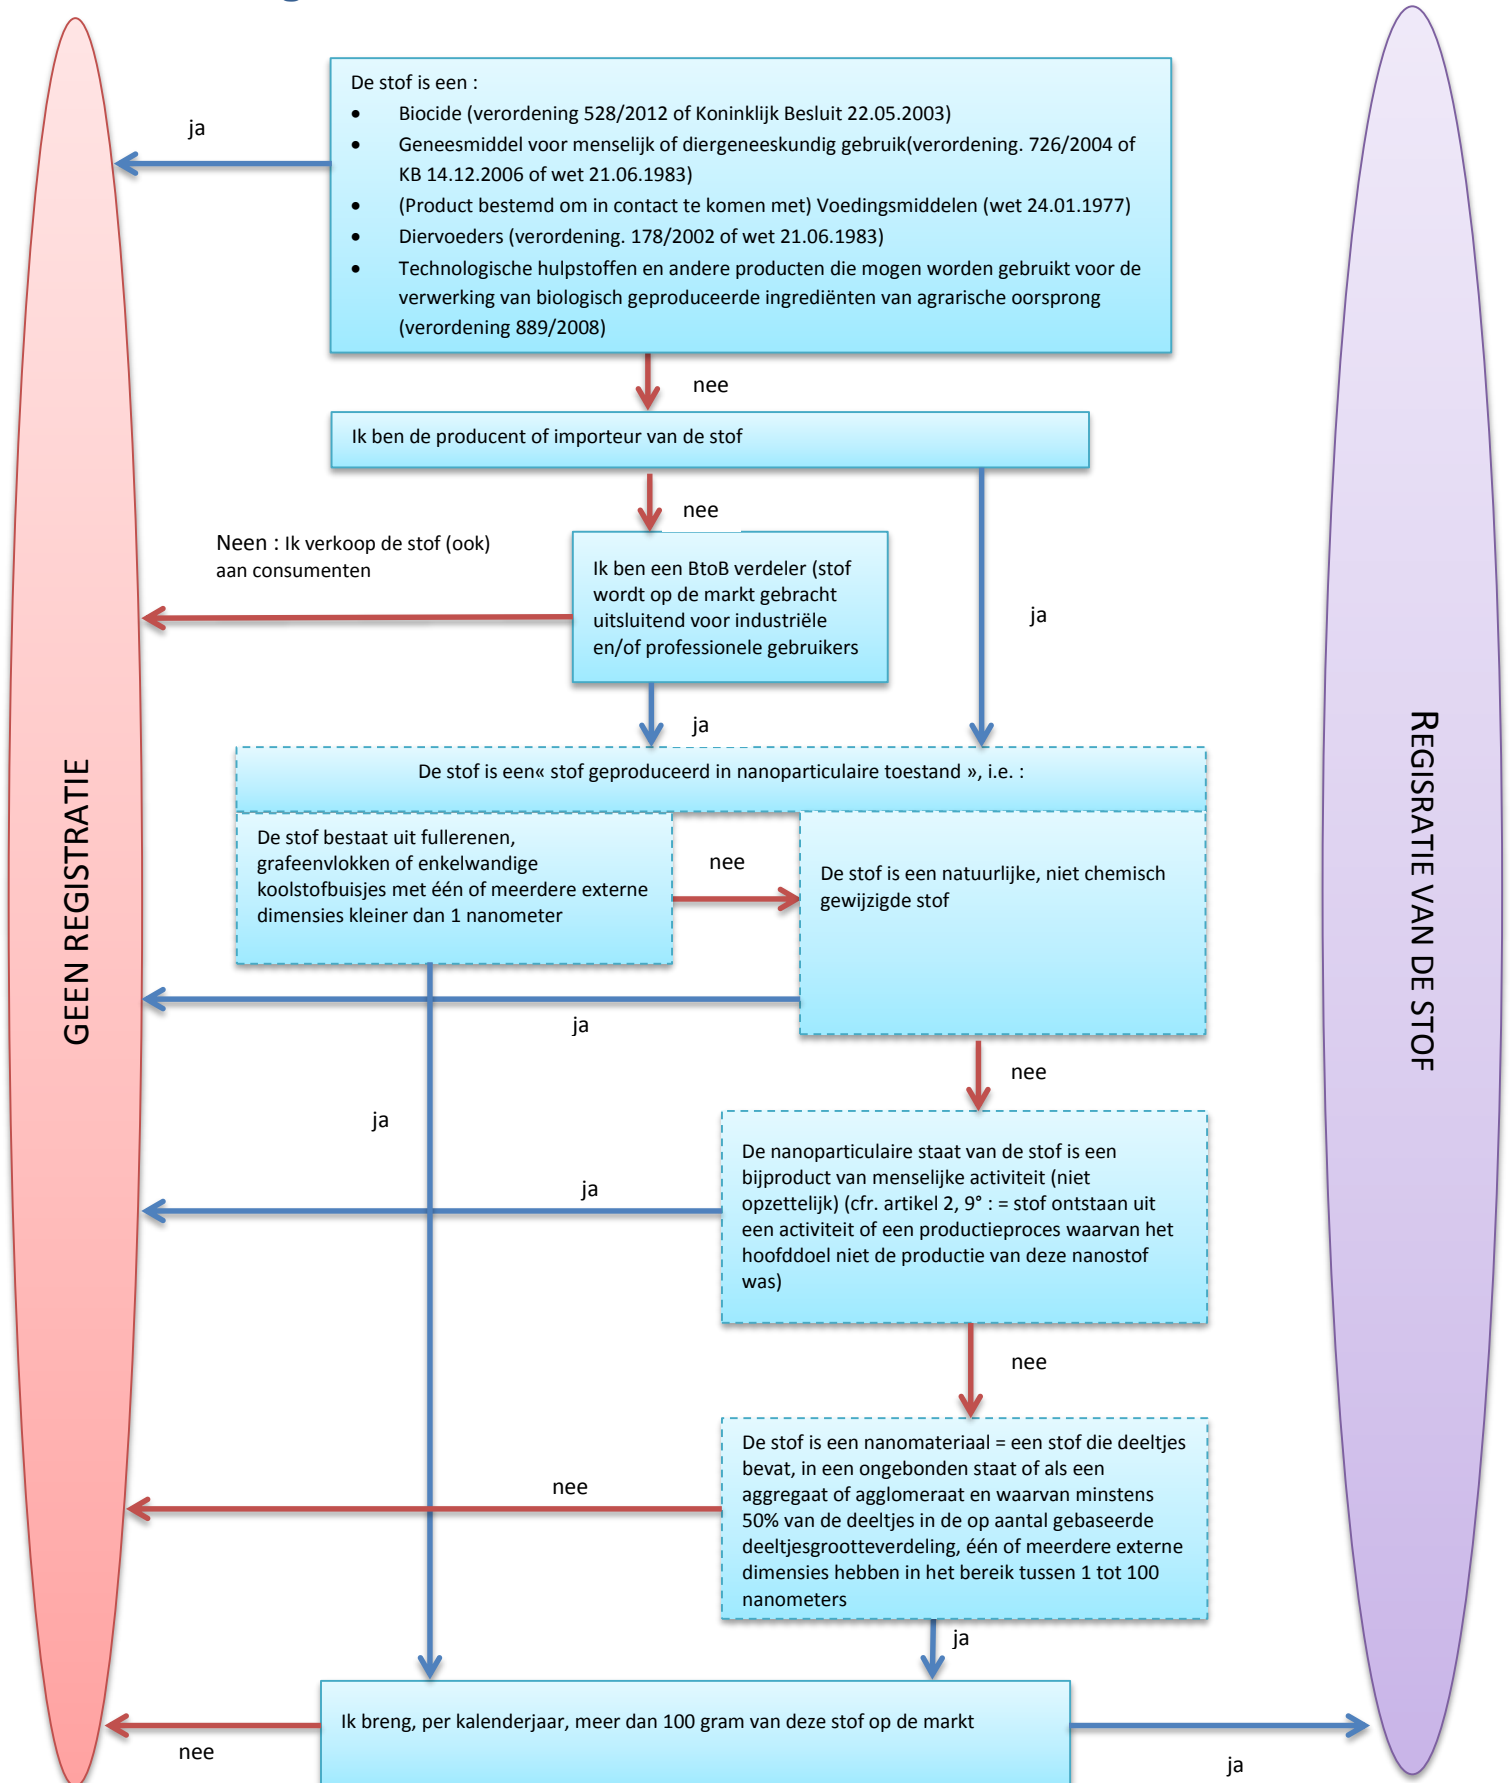 De stof is een :
• Biocide (verordening 528/2012 of Koninklijk Besluit 22.05.2003)
• Geneesmiddel voor menselijk of diergeneeskundig gebruik(verordening. 726/2004 of
KB 14.12.2006 of wet 21.06.1983)
• (Product bestemd om in contact te komen met) Voedingsmiddelen (wet 24.01.1977)
• Diervoeders (verordening. 178/2002 of wet 21.06.1983)
• Technologische hulpstoffen en andere producten die mogen worden gebruikt voor de
verwerking van biologisch geproduceerde ingrediënten van agrarische oorsprong
(verordening 889/2008)
ja
nee
Ik ben de producent of importeur van de stof
nee
Neen : Ik verkoop de stof (ook)
aan consumenten
Ik ben een BtoB verdeler (stof
wordt op de markt gebracht
uitsluitend voor industriële
en/of professionele gebruikers
ja
ja
De stof is een« stof geproduceerd in nanoparticulaire toestand », i.e. :
De stof bestaat uit fullerenen,
grafeenvlokken of enkelwandige
koolstofbuisjes met één of meerdere externe
dimensies kleiner dan 1 nanometer
nee
De stof is een natuurlijke, niet chemisch
gewijzigde stof
ja
nee
ja
De nanoparticulaire staat van de stof is een
bijproduct van menselijke activiteit (niet
opzettelijk) (cfr. artikel 2, 9° : = stof ontstaan uit
een activiteit of een productieproces waarvan het
hoofddoel niet de productie van deze nanostof
was)
ja
nee
De stof is een nanomateriaal = een stof die deeltjes
bevat, in een ongebonden staat of als een
aggregaat of agglomeraat en waarvan minstens
50% van de deeltjes in de op aantal gebaseerde
deeltjesgrootteverdeling, één of meerdere externe
dimensies hebben in het bereik tussen 1 tot 100
nanometers
nee
ja
Ik breng, per kalenderjaar, meer dan 100 gram van deze stof op de markt
nee
ja
GEEN REGISTRATIE
REGISRATIE VAN DE STOF